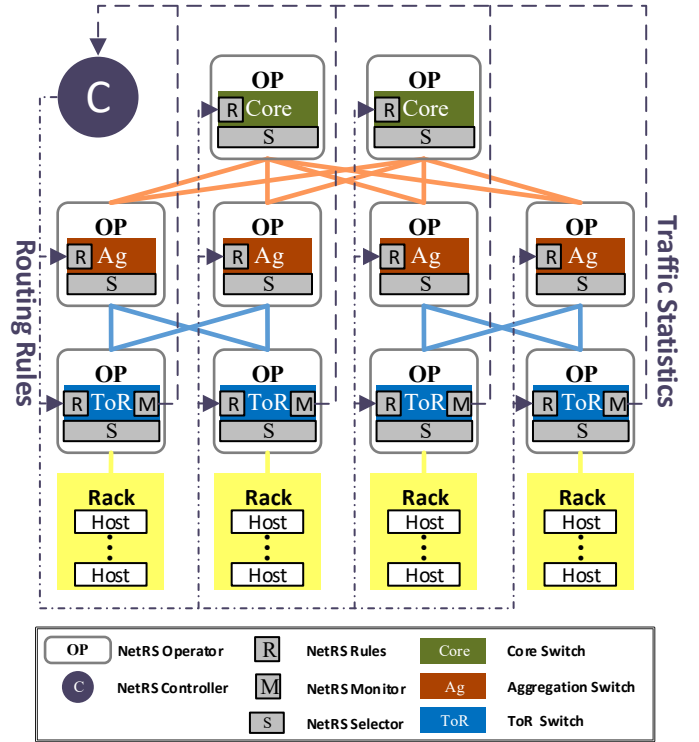 C
OP
OP
R Core
R Core
S
S
Routing Rules
Traffic Statistics
OP
OP
OP
OP
R Ag
R Ag
R Ag
R Ag
S
S
S
S
OP
OP
OP
OP
R ToR M
R ToR M
R ToR M
R ToR M
S
S
S
S
Rack
Rack
Rack
Rack
Host
Host
Host
Host
Host
Host
Host
Host
OP NetRS Operator
R NetRS Rules
Core Core Switch
C NetRS Controller
M NetRS Monitor
Ag Aggregation Switch
S NetRS Selector
ToR ToR Switch